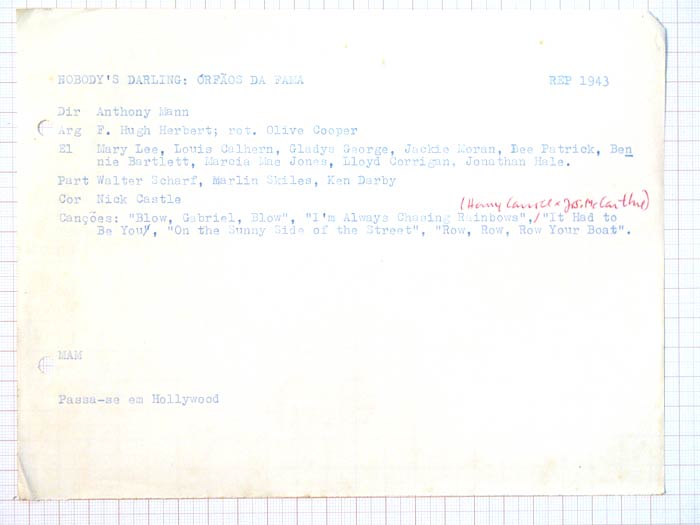 NOBODY'S DARLING: ÓRFÃOS DA FAMA REP 1943
Dir Anthony Mann
Arg F. Hugh Herbert; rot. Olive Cooper
El Mary Lee, Louis Calhern, Gladys George, Jackie Moran, Lee Patrick, Ben
nie Bartlett, Marcia Mae Jones, Lloyd Corrigan, Jonathan Hale.
Part Walter Scharf, Marlin Skiles, Ken Darby
Cor Nick Castle
(Harry Carroll & Jos. McCarthy)
Canções: "Blow, Gabriel, Blow", "I'm Always Chasing Rainbows", "It Had to
Be You", "On the Sunny Side of the Street", "Row, Row, Row Your Boat".
MAM
Passa-se em Hollywood